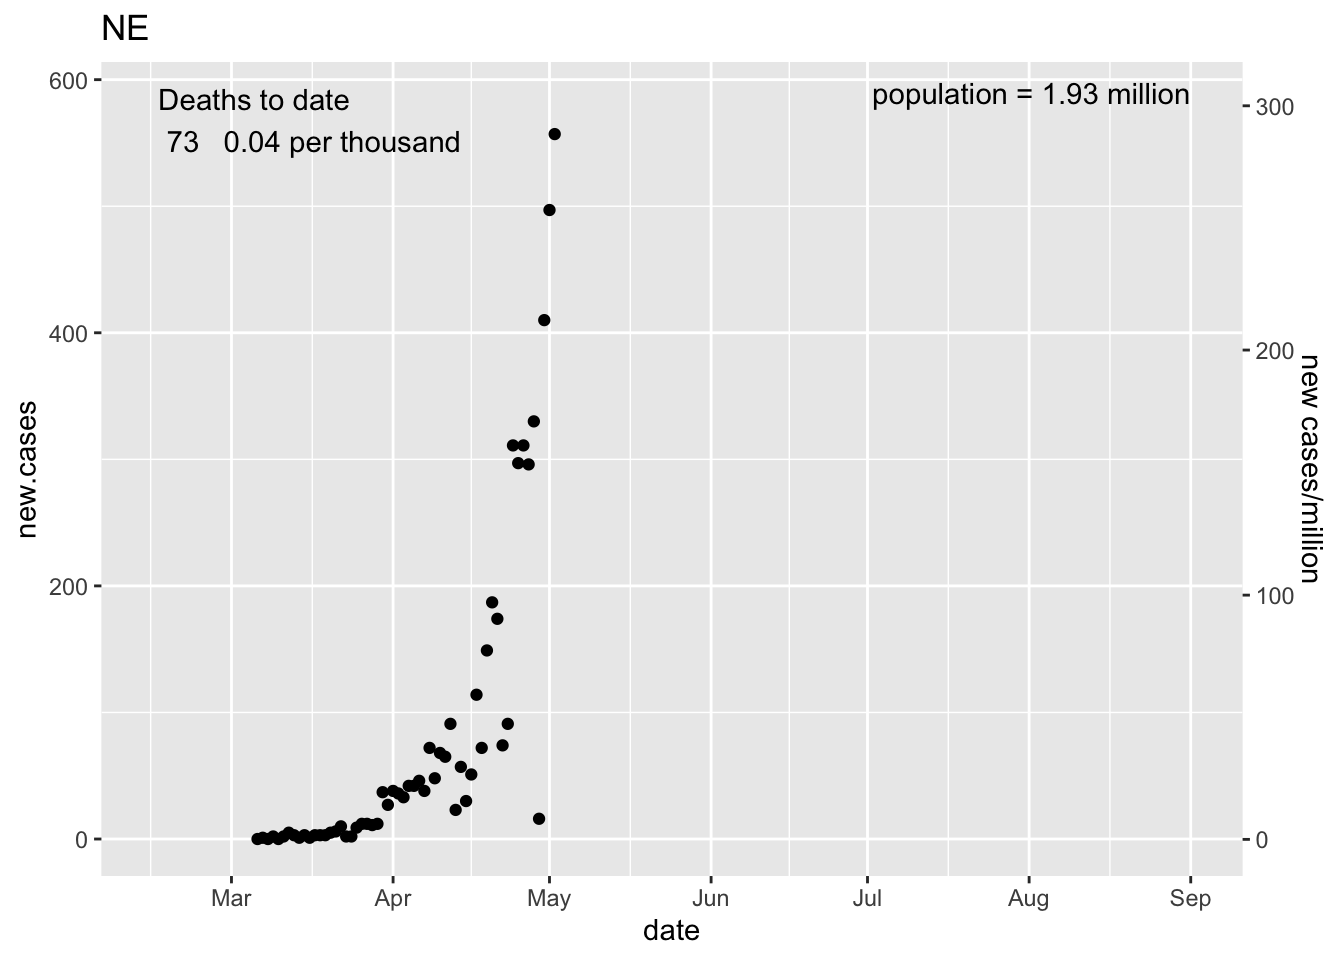 NE
Deaths to date
73 0.04 per thousand
population = 1.93 million
600
400
200
0
new.cases
300
200
100
0
new cases/million
Mar Apr May Jun Jul Aug Sep
date